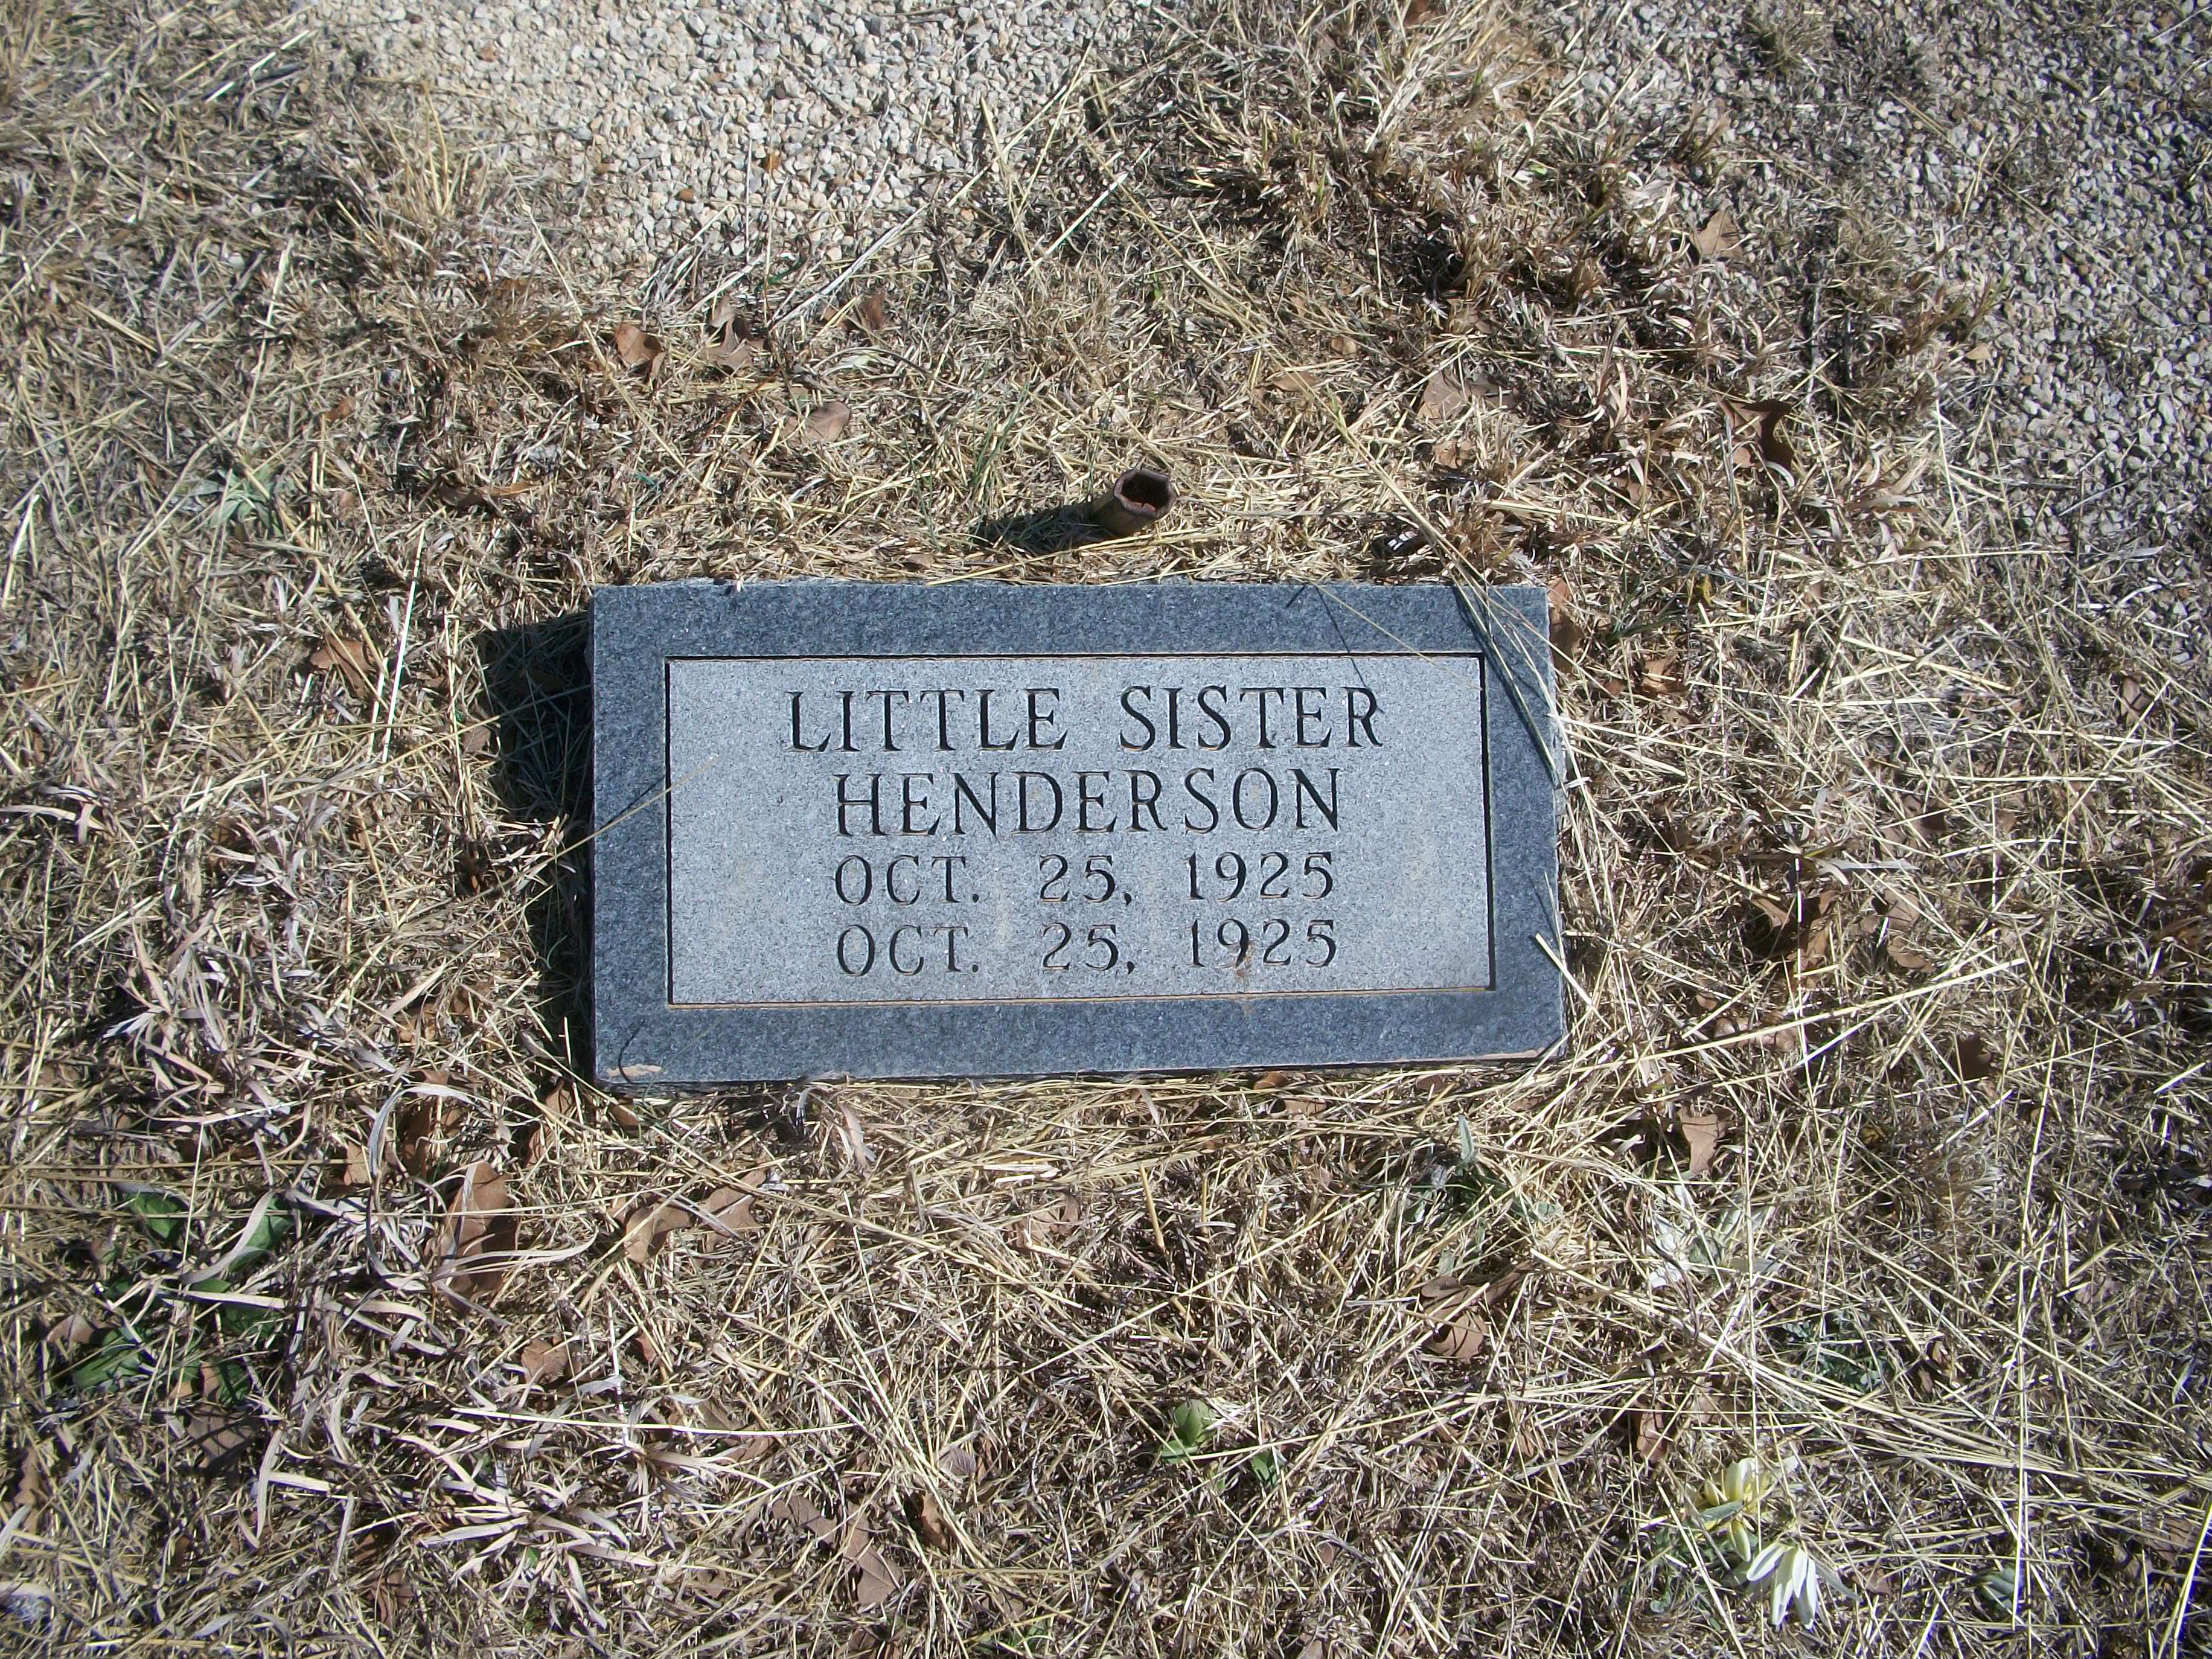 LITTLE SISTER
HENDERSON
OCT. 25, 1925
OCT. 25, 1925